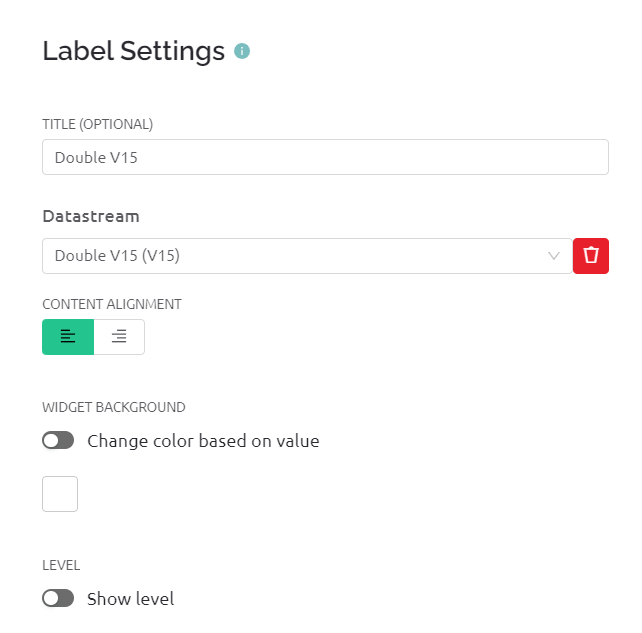 Label Settings
TITLE (OPTIONAL)
Double V15
Datastream
Double V15 (V15)
CONTENT ALIGNMENT
WIDGET BACKGROUND
Change color based on value
LEVEL
Show level